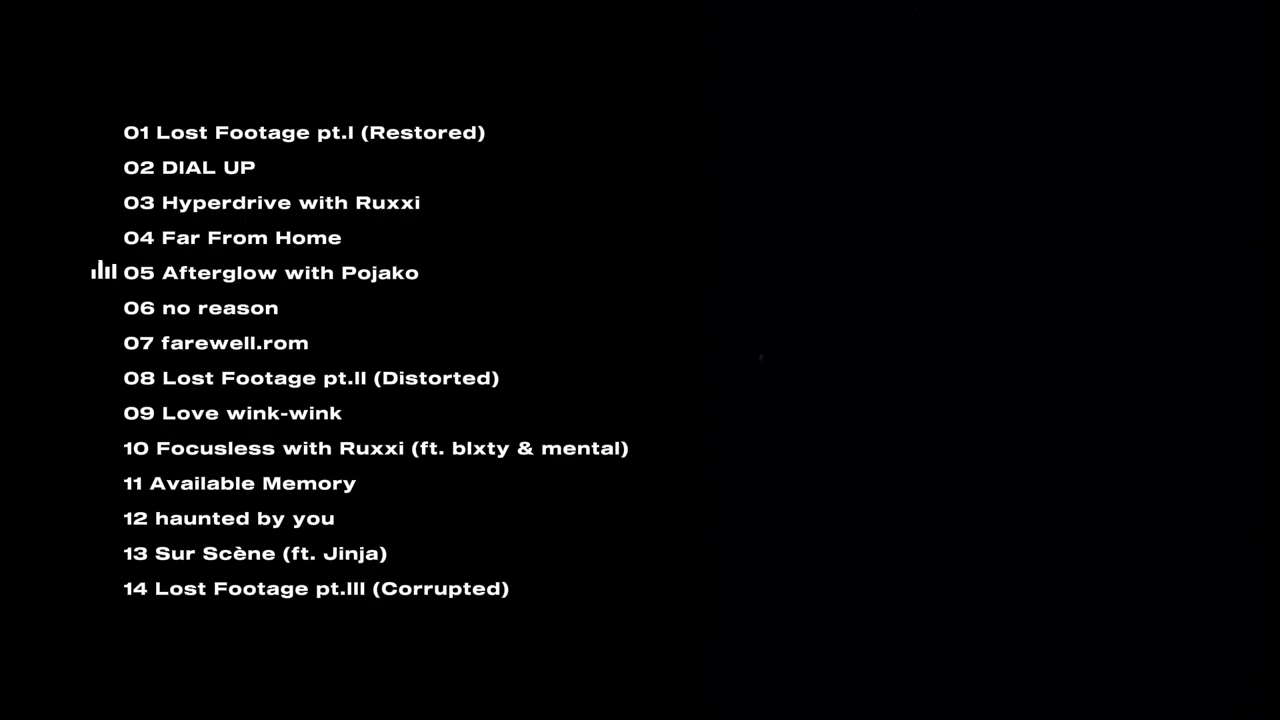 01 Lost Footage pt.I (Restored)
02 DIAL UP
03 Hyperdrive with Ruxxi
04 Far From Home
05 Afterglow with Pojako
06 no reason
07 farewell.rom
08 Lost Footage pt.II (Distorted)
09 Love wink-wink
10 Focusless with Ruxxi (ft. blxty & mental)
11 Available Memory
12 haunted by you
13 Sur Scène (ft. Jinja)
14 Lost Footage pt.III (Corrupted)